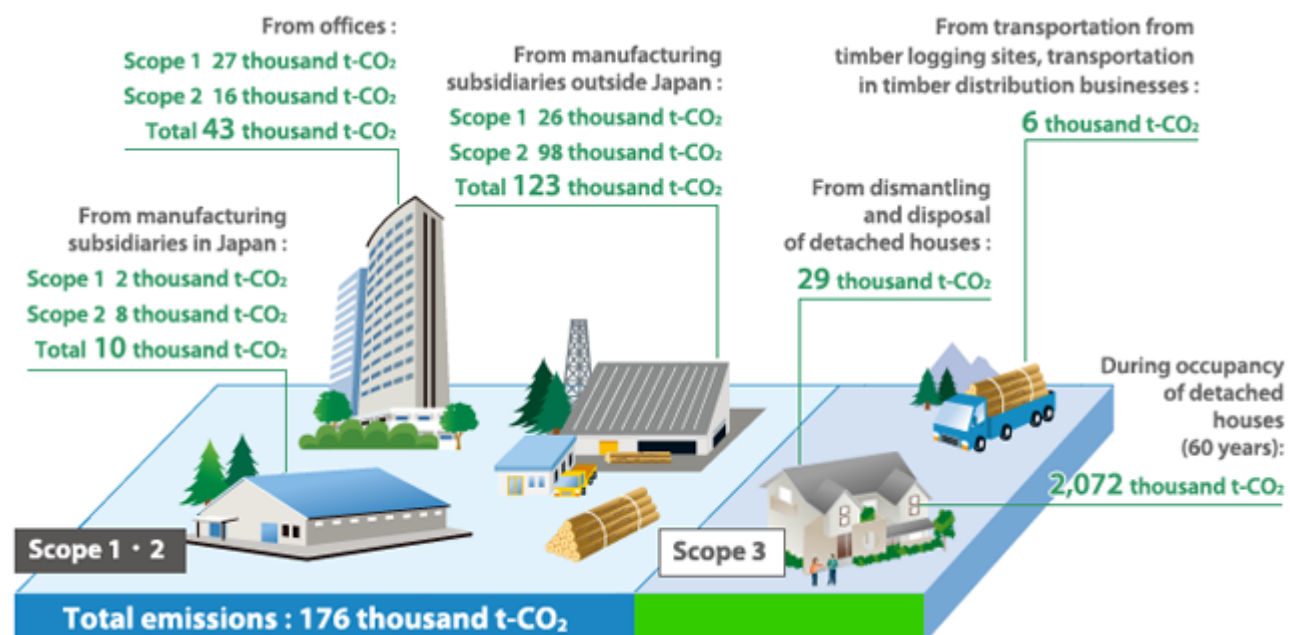 From offices :
Scope 1 27 thousand t-CO₂
Scope 2 16 thousand t-CO₂
Total 43 thousand t-CO₂
From manufacturing
subsidiaries outside Japan :
Scope 1 26 thousand t-CO₂
Scope 2 98 thousand t-CO₂
Total 123 thousand t-CO₂
From transportation from
timber logging sites, transportation
in timber distribution businesses :
6 thousand t-CO₂
From manufacturing
subsidiaries in Japan :
Scope 1 2 thousand t-CO₂
Scope 2 8 thousand t-CO₂
Total 10 thousand t-CO₂
From dismantling
and disposal
of detached houses :
29 thousand t-CO₂
During occupancy
of detached
houses
(60 years):
2,072 thousand t-CO₂
Scope 1・2
Scope 3
Total emissions : 176 thousand t-CO₂